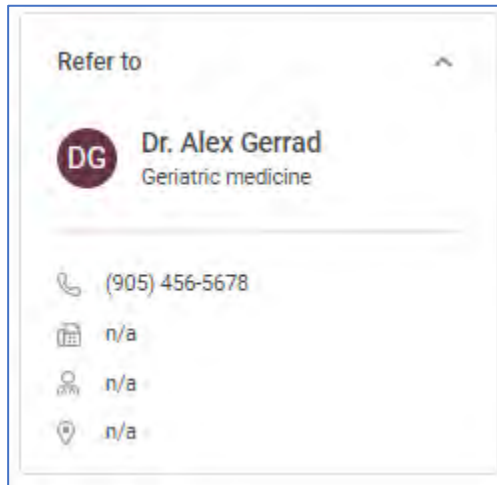 Refer to
DG
Dr. Alex Gerrad
Geriatric medicine
(905) 456-5678
n/a
n/a
n/a